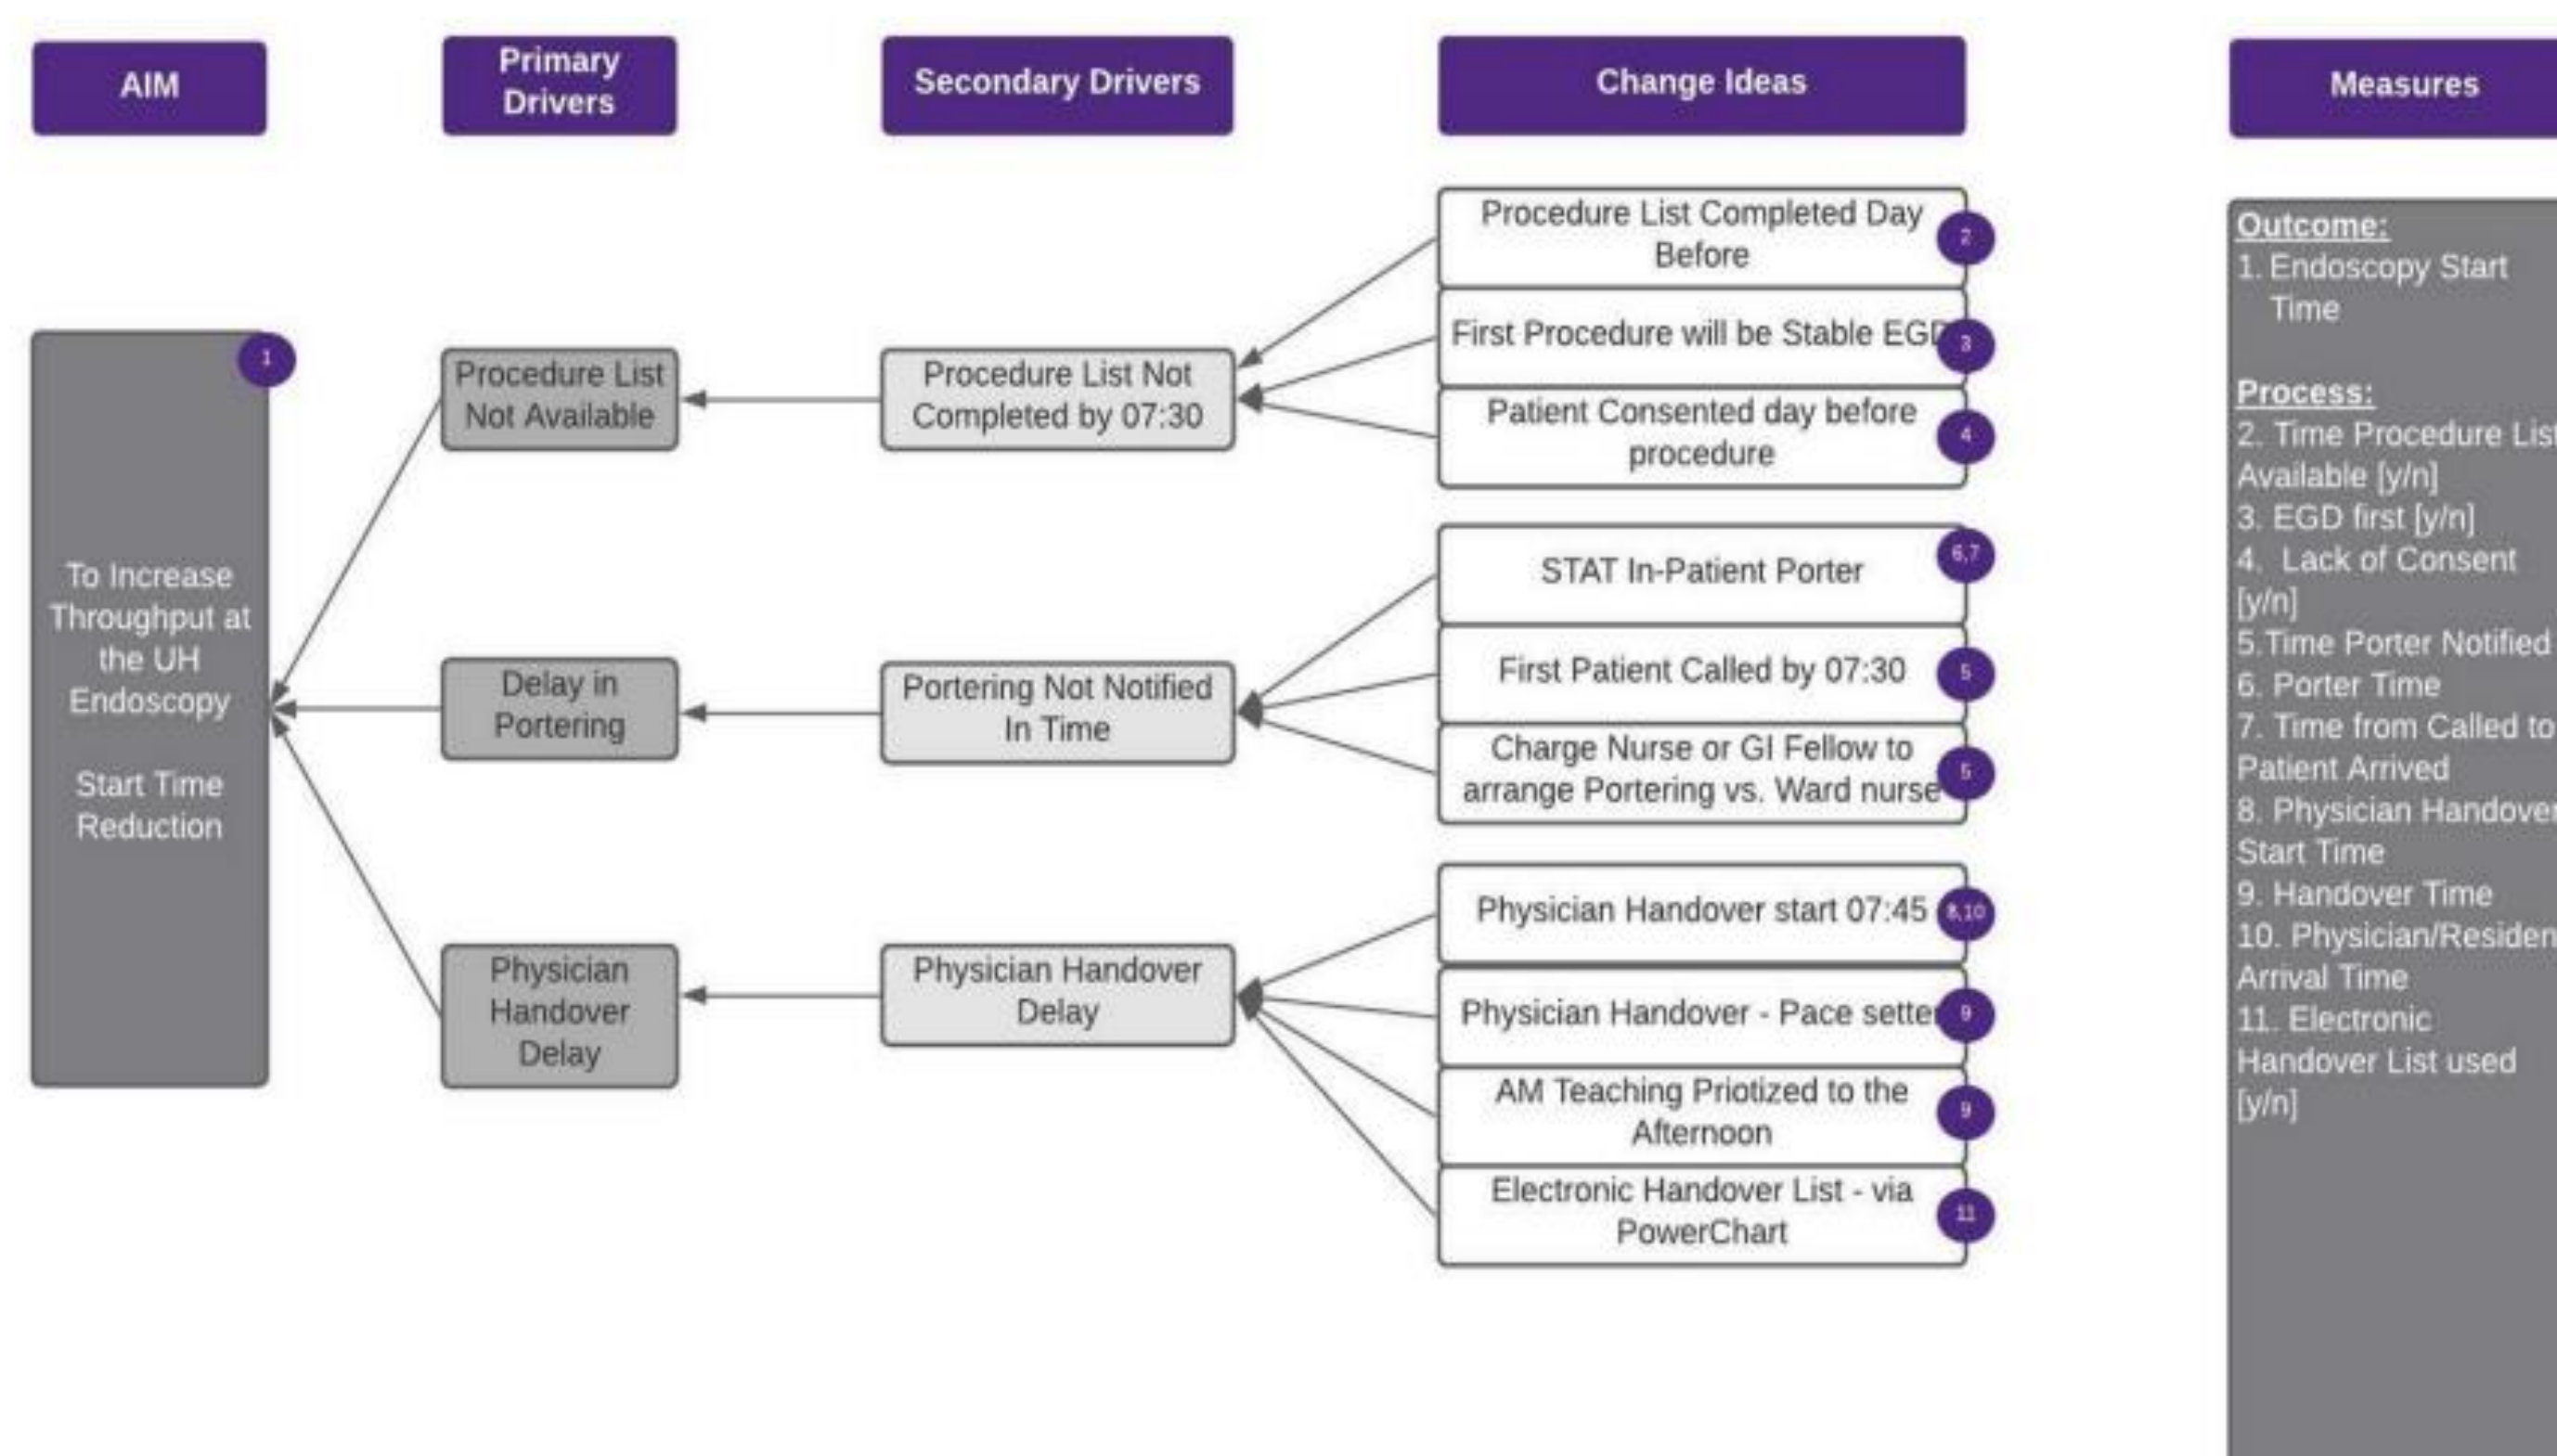 AIM
Primary
Drivers
Secondary Drivers
Change Ideas
Measures
1
To Increase
Throughput at
the UH
Endoscopy
Start Time
Reduction
Procedure List
Not Available
Delay in
Portering
Physician
Handover
Delay
Procedure List Not
Completed by 07:30
Portering Not Notified
In Time
Physician Handover
Delay
Procedure List Completed Day
Before
2
First Procedure will be Stable EGD
3
Patient Consented day before
procedure
4
STAT In-Patient Porter
6,7
First Patient Called by 07:30
5
Charge Nurse or GI Fellow to
arrange Portering vs. Ward nurse
5
Physician Handover start 07:45
8,10
Physician Handover - Pace setter
9
AM Teaching Priotized to the
Afternoon
9
Electronic Handover List - via
PowerChart
11
Outcome:
1. Endoscopy Start
Time
Process:
2. Time Procedure List
Available [y/n]
3. EGD first [y/n]
4. Lack of Consent
[y/n]
5.Time Porter Notified
6. Porter Time
7. Time from Called to
Patient Arrived
8. Physician Handover
Start Time
9. Handover Time
10. Physician/Residen
Arrival Time
11. Electronic
Handover List used
[y/n]